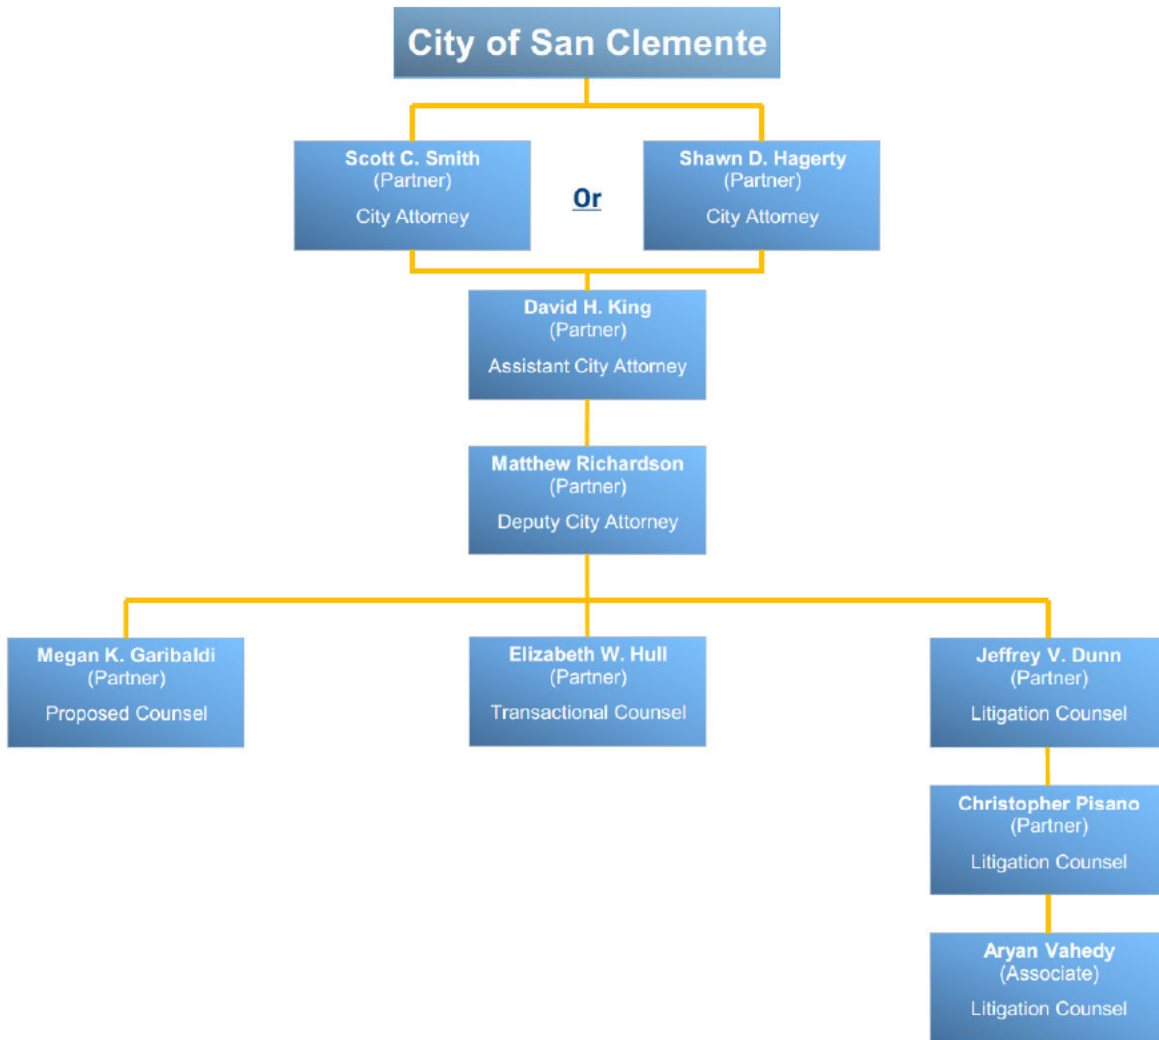 City of San Clemente
Scott C. Smith
(Partner)
City Attorney
Or
Shawn D. Hagerty
(Partner)
City Attorney
David H. King
(Partner)
Assistant City Attorney
Matthew Richardson
(Partner)
Deputy City Attorney
Megan K. Garibaldi
(Partner)
Proposed Counsel
Elizabeth W. Hull
(Partner)
Transactional Counsel
Jeffrey V. Dunn
(Partner)
Litigation Counsel
Christopher Pisano
(Partner)
Litigation Counsel
Aryan Vahedy
(Associate)
Litigation Counsel